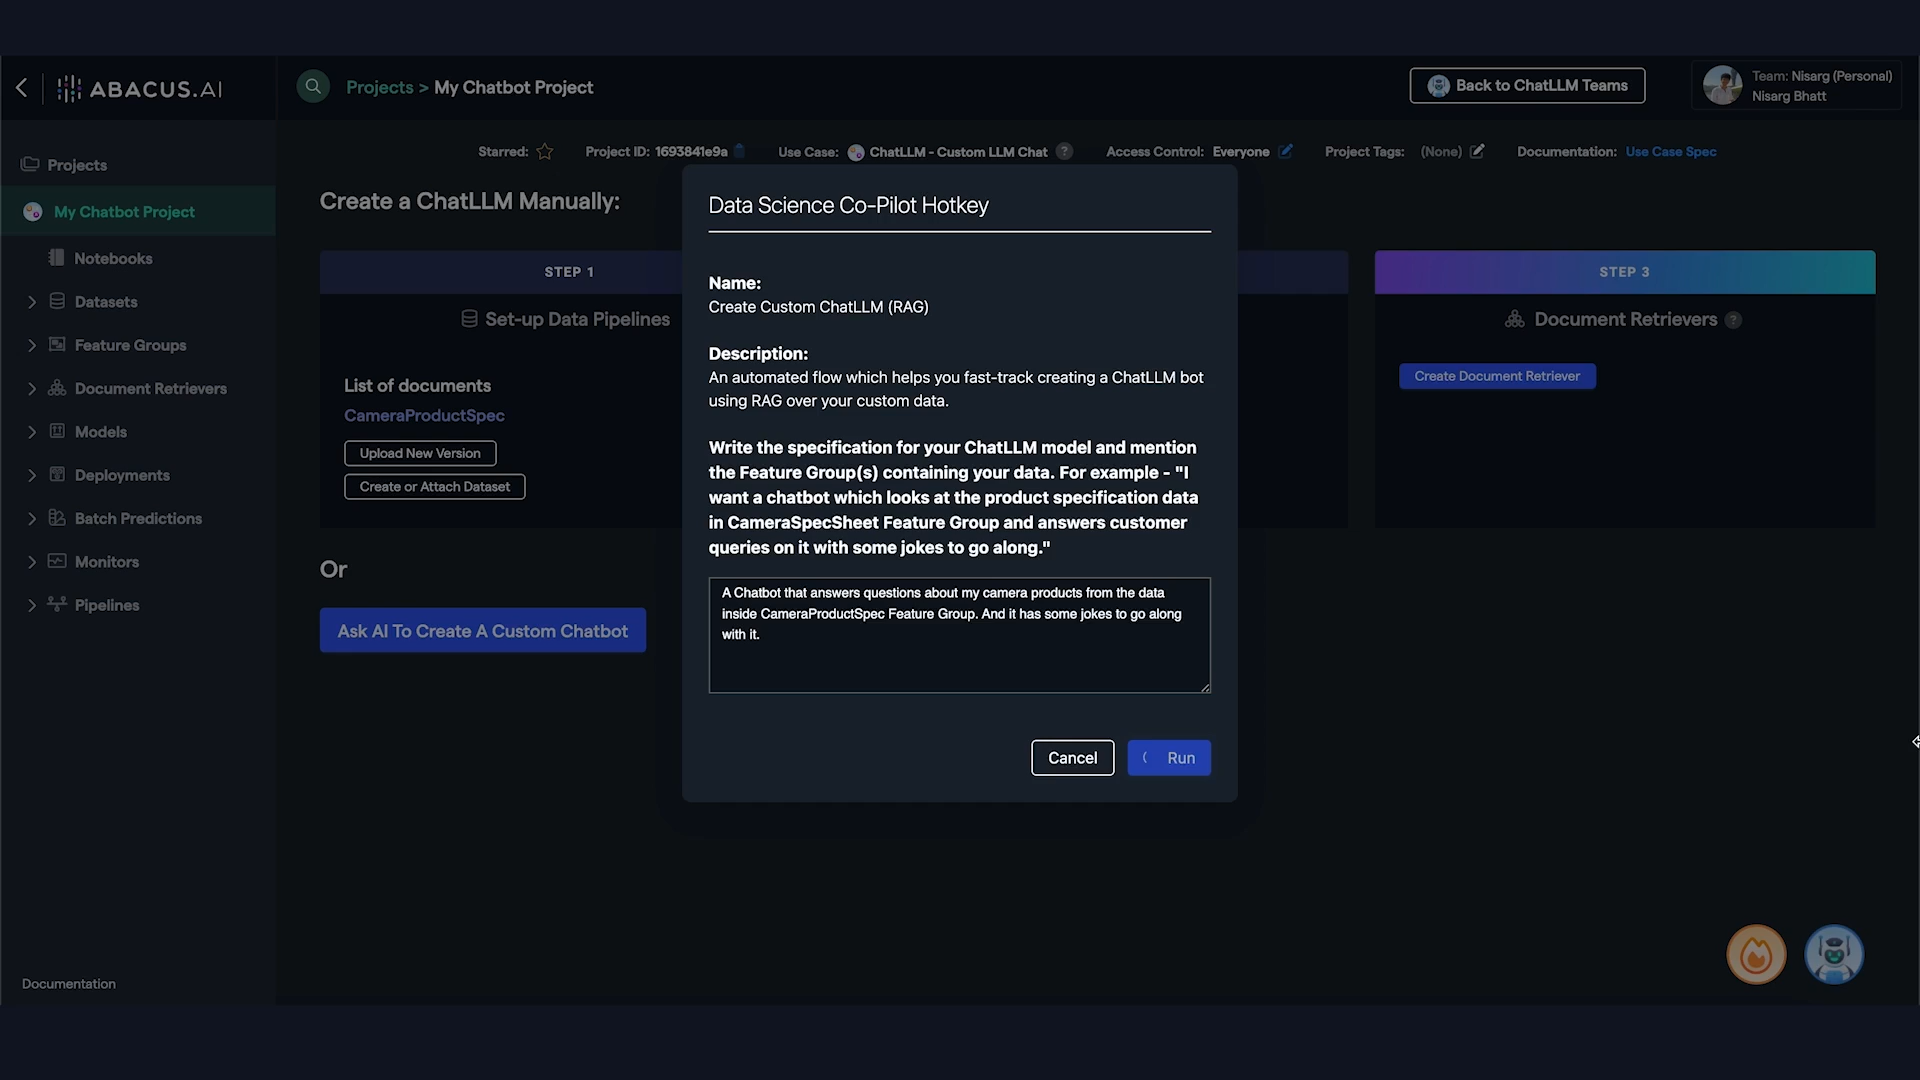 ABACUS.AI
Projects > My Chatbot Project
Back to ChatLLM Teams
Team: Nisarg (Personal)
Nisarg Bhatt
Starred:
Project ID: 1693841e9a
Use Case: ChatLLM - Custom LLM Chat ?
Access Control: Everyone
Project Tags: (None)
Documentation: Use Case Spec
Projects
My Chatbot Project
Notebooks
Datasets
Feature Groups
Document Retrievers
Models
Deployments
Batch Predictions
Monitors
Pipelines
Documentation
Create a ChatLLM Manually:
STEP 1
Set-up Data Pipelines
List of documents
CameraProductSpec
Upload New Version
Create or Attach Dataset
Or
Ask AI To Create A Custom Chatbot
Data Science Co-Pilot Hotkey
Name:
Create Custom ChatLLM (RAG)
Description:
An automated flow which helps you fast-track creating a ChatLLM bot
using RAG over your custom data.
Write the specification for your ChatLLM model and mention
the Feature Group(s) containing your data. For example - "I
want a chatbot which looks at the product specification data
in CameraSpecSheet Feature Group and answers customer
queries on it with some jokes to go along."
A Chatbot that answers questions about my camera products from the data
inside CameraProductSpec Feature Group. And it has some jokes to go along
with it.
Cancel
Run
STEP 3
Document Retrievers ?
Create Document Retriever